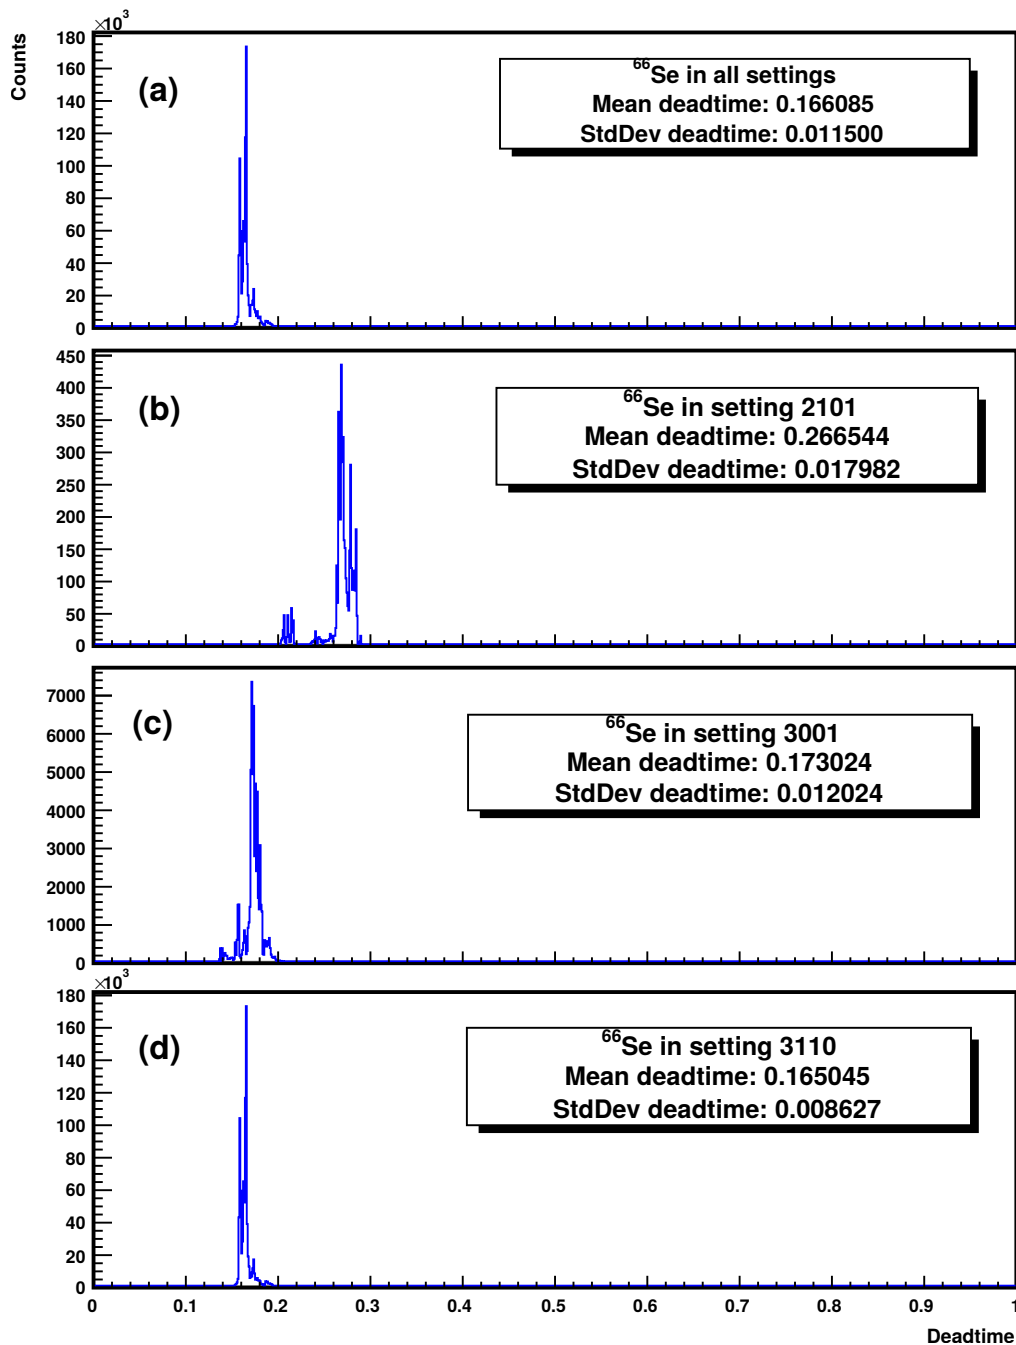 ×10³
Counts
180
160
140
120
100
80
60
40
20
0
(a)
⁶⁶Se in all settings
Mean deadtime: 0.166085
StdDev deadtime: 0.011500
450
400
350
300
250
200
150
100
50
0
(b)
⁶⁶Se in setting 2101
Mean deadtime: 0.266544
StdDev deadtime: 0.017982
7000
6000
5000
4000
3000
2000
1000
0
(c)
⁶⁶Se in setting 3001
Mean deadtime: 0.173024
StdDev deadtime: 0.012024
×10³
180
160
140
120
100
80
60
40
20
0
(d)
⁶⁶Se in setting 3110
Mean deadtime: 0.165045
StdDev deadtime: 0.008627
0 0.1 0.2 0.3 0.4 0.5 0.6 0.7 0.8 0.9 1
Deadtime